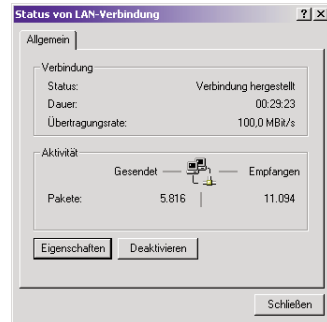 Status von LAN-Verbindung
Allgemein
Verbindung
Status: Verbindung hergestellt
Dauer: 00:29:23
Übertragungsrate: 100,0 MBit/s
Aktivität
Gesendet Empfangen
Pakete: 5.816 11.094
Eigenschaften Deaktivieren
Schließen